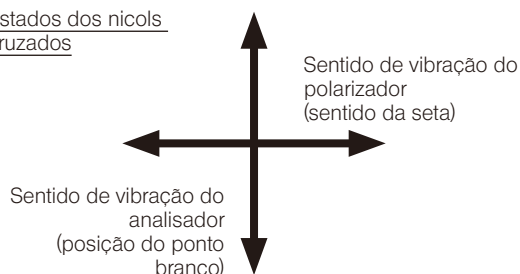 stados dos nicols
ruzados
Sentido de vibração do
polarizador
(sentido da seta)
Sentido de vibração do
analisador
(posição do ponto
branco)